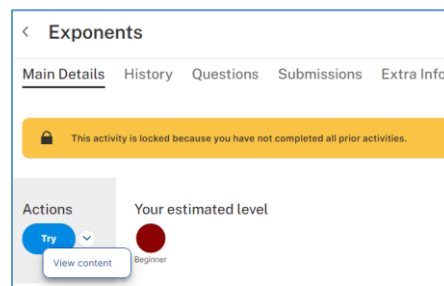 Exponents
Main Details History Questions Submissions Extra Info
This activity is locked because you have not completed all prior activities.
Actions
Your estimated level
Try
View content
Beginner